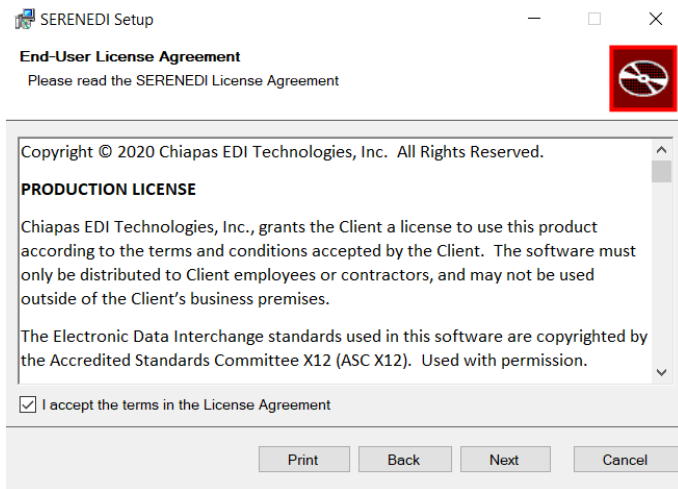 SERENEDI Setup
End-User License Agreement
Please read the SERENEDI License Agreement
Copyright © 2020 Chiapas EDI Technologies, Inc.  All Rights Reserved.
PRODUCTION LICENSE
Chiapas EDI Technologies, Inc., grants the Client a license to use this product
according to the terms and conditions accepted by the Client.  The software must
only be distributed to Client employees or contractors, and may not be used
outside of the Client’s business premises.
The Electronic Data Interchange standards used in this software are copyrighted by
the Accredited Standards Committee X12 (ASC X12).  Used with permission.
I accept the terms in the License Agreement
Print Back Next Cancel